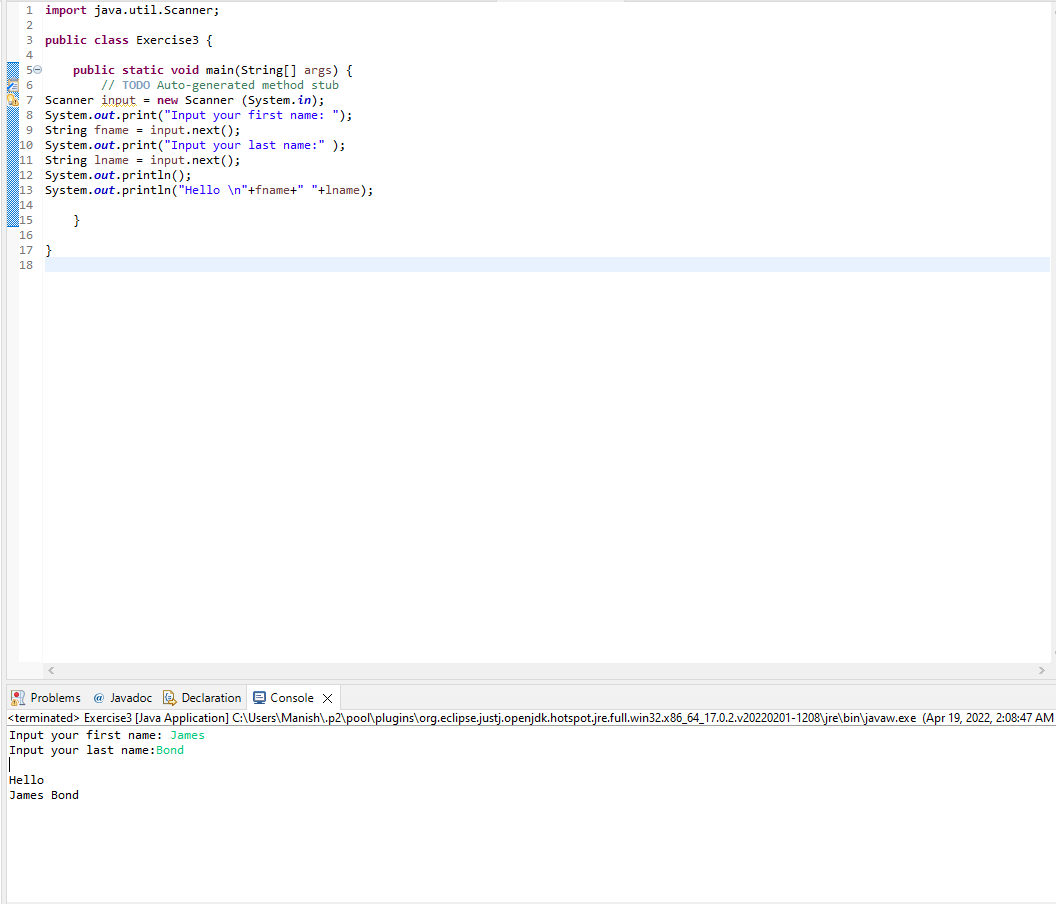 1 import java.util.Scanner;
2
3 public class Exercise3 {
4
5 public static void main(String[] args) {
6 // TODO Auto-generated method stub
7 Scanner input = new Scanner (System.in);
8 System.out.print("Input your first name: ");
9 String fname = input.next();
10 System.out.print("Input your last name:" );
11 String lname = input.next();
12 System.out.println();
13 System.out.println("Hello \n"+fname+" "+lname);
14
15 }
16
17 }
18
Problems @ Javadoc Declaration Console
<terminated> Exercise3 [Java Application] C:\Users\Manish\.p2\pool\plugins\org.eclipse.justj.openjdk.hotspot.jre.full.win32.x86_64_17.0.2.v20220201-1208\jre\bin\javaw.exe (Apr 19, 2022, 2:08:47 AM
Input your first name: James
Input your last name:Bond
Hello
James Bond